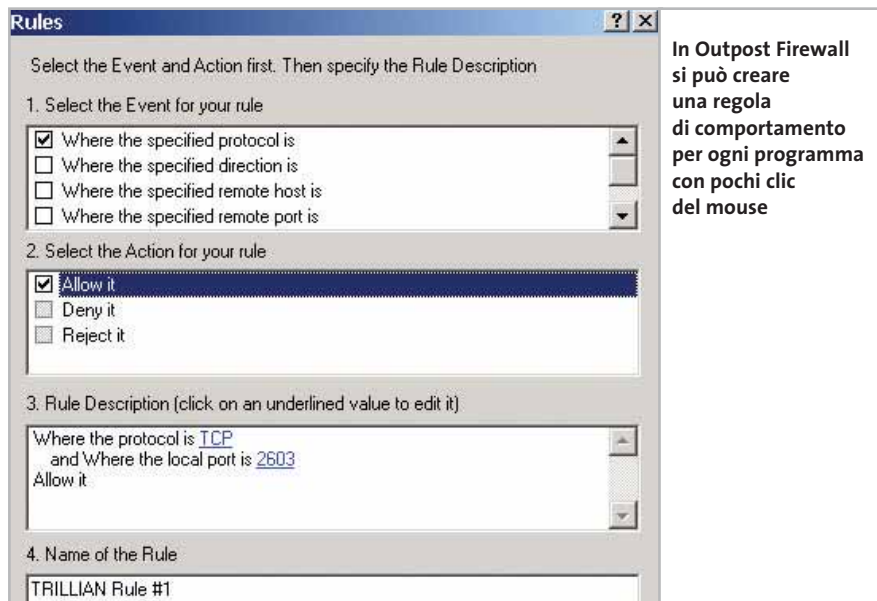 Rules
Select the Event and Action first. Then specify the Rule Description
1. Select the Event for your rule
Where the specified protocol is
Where the specified direction is
Where the specified remote host is
Where the specified remote port is
2. Select the Action for your rule
Allow it
Deny it
Reject it
3. Rule Description (click on an underlined value to edit it)
Where the protocol is TCP
and Where the local port is 2603
Allow it
4. Name of the Rule
TRILLIAN Rule #1
In Outpost Firewall
si può creare
una regola
di comportamento
per ogni programma
con pochi clic
del mouse